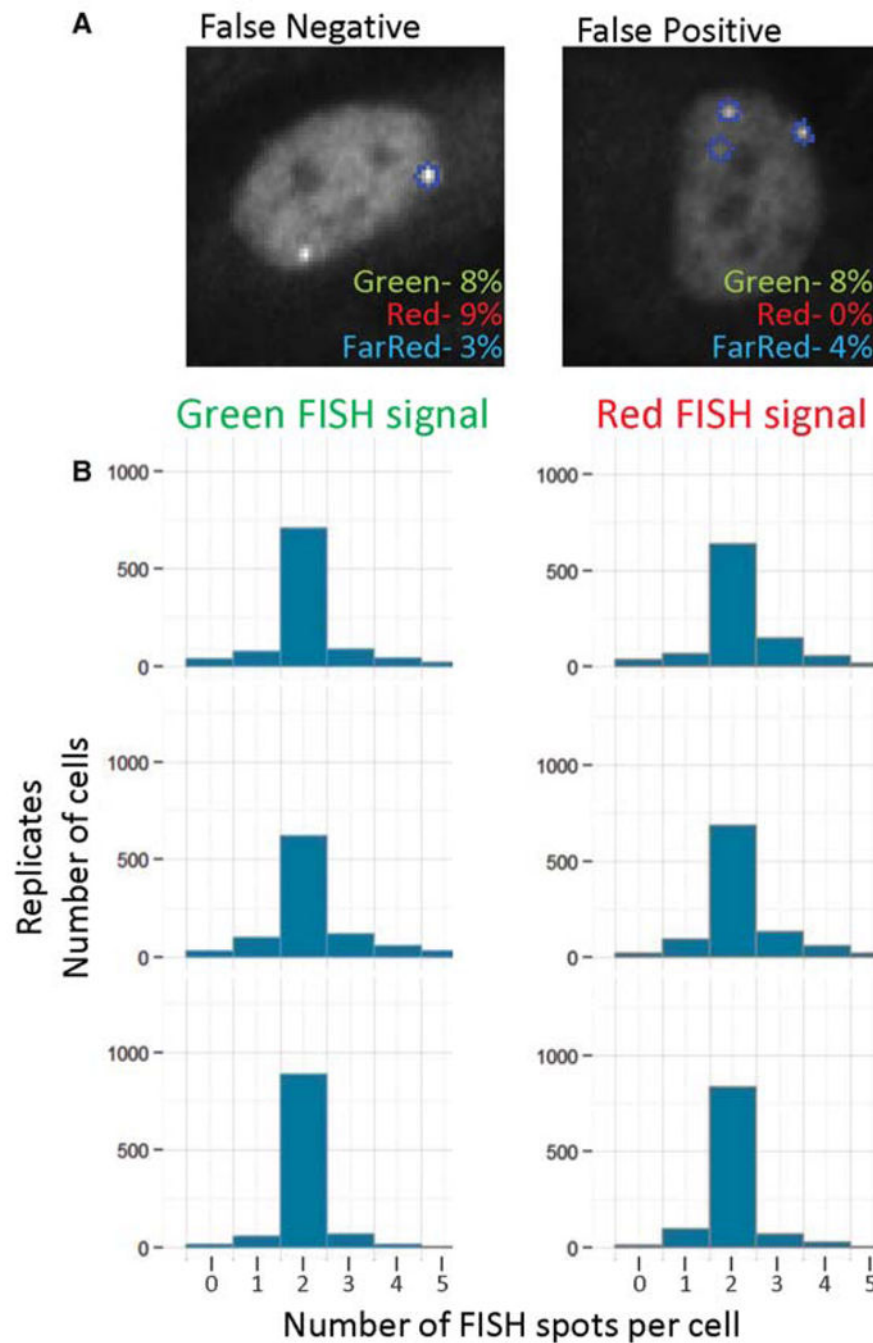 A
False Negative
False Positive
Green- 8%
Red- 9%
FarRed- 3%
Green- 8%
Red- 0%
FarRed- 4%
Green FISH signal
Red FISH signal
B
1000
500
0
1000
500
0
1000
500
0
1000
500
0
1000
500
0
1000
500
0
Replicates
Number of cells
0 1 2 3 4 5
0 1 2 3 4 5
Number of FISH spots per cell